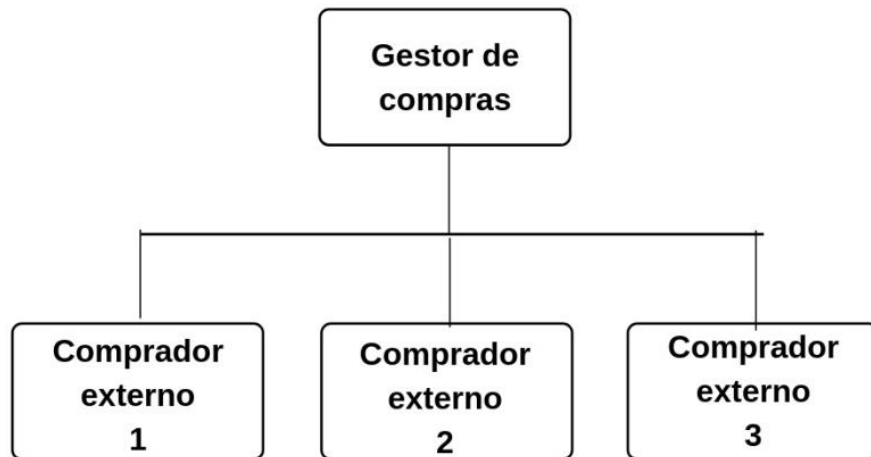 Gestor de
compras
Comprador
externo
1
Comprador
externo
2
Comprador
externo
3